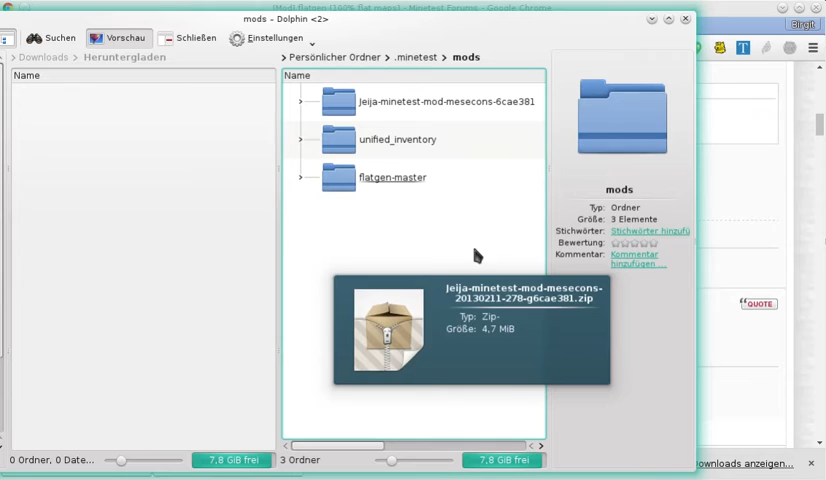 [Mod] flatgen [100% flat maps] - Minetest Forums - Google Chrome
mods – Dolphin <2>
Birgit
Suchen
Vorschau
Schließen
Einstellungen
> Downloads > Heruntergladen
> Persönlicher Ordner > .minetest > mods
Name
Name
Jeija-minetest-mod-mesecons-6cae381
unified_inventory
flatgen-master
mods
Typ: Ordner
Größe: 3 Elemente
Stichwörter: Stichwörter hinzufü
Bewertung:
Kommentar: Kommentar
hinzufügen ...
Jeija-minetest-mod-mesecons-
20130211-278-g6cae381.zip
Typ: Zip-
Größe: 4,7 MiB
QUOTE
0 Ordner, 0 Date...
7,8 GiB frei
3 Ordner
7,8 GiB frei
ownloads anzeigen...